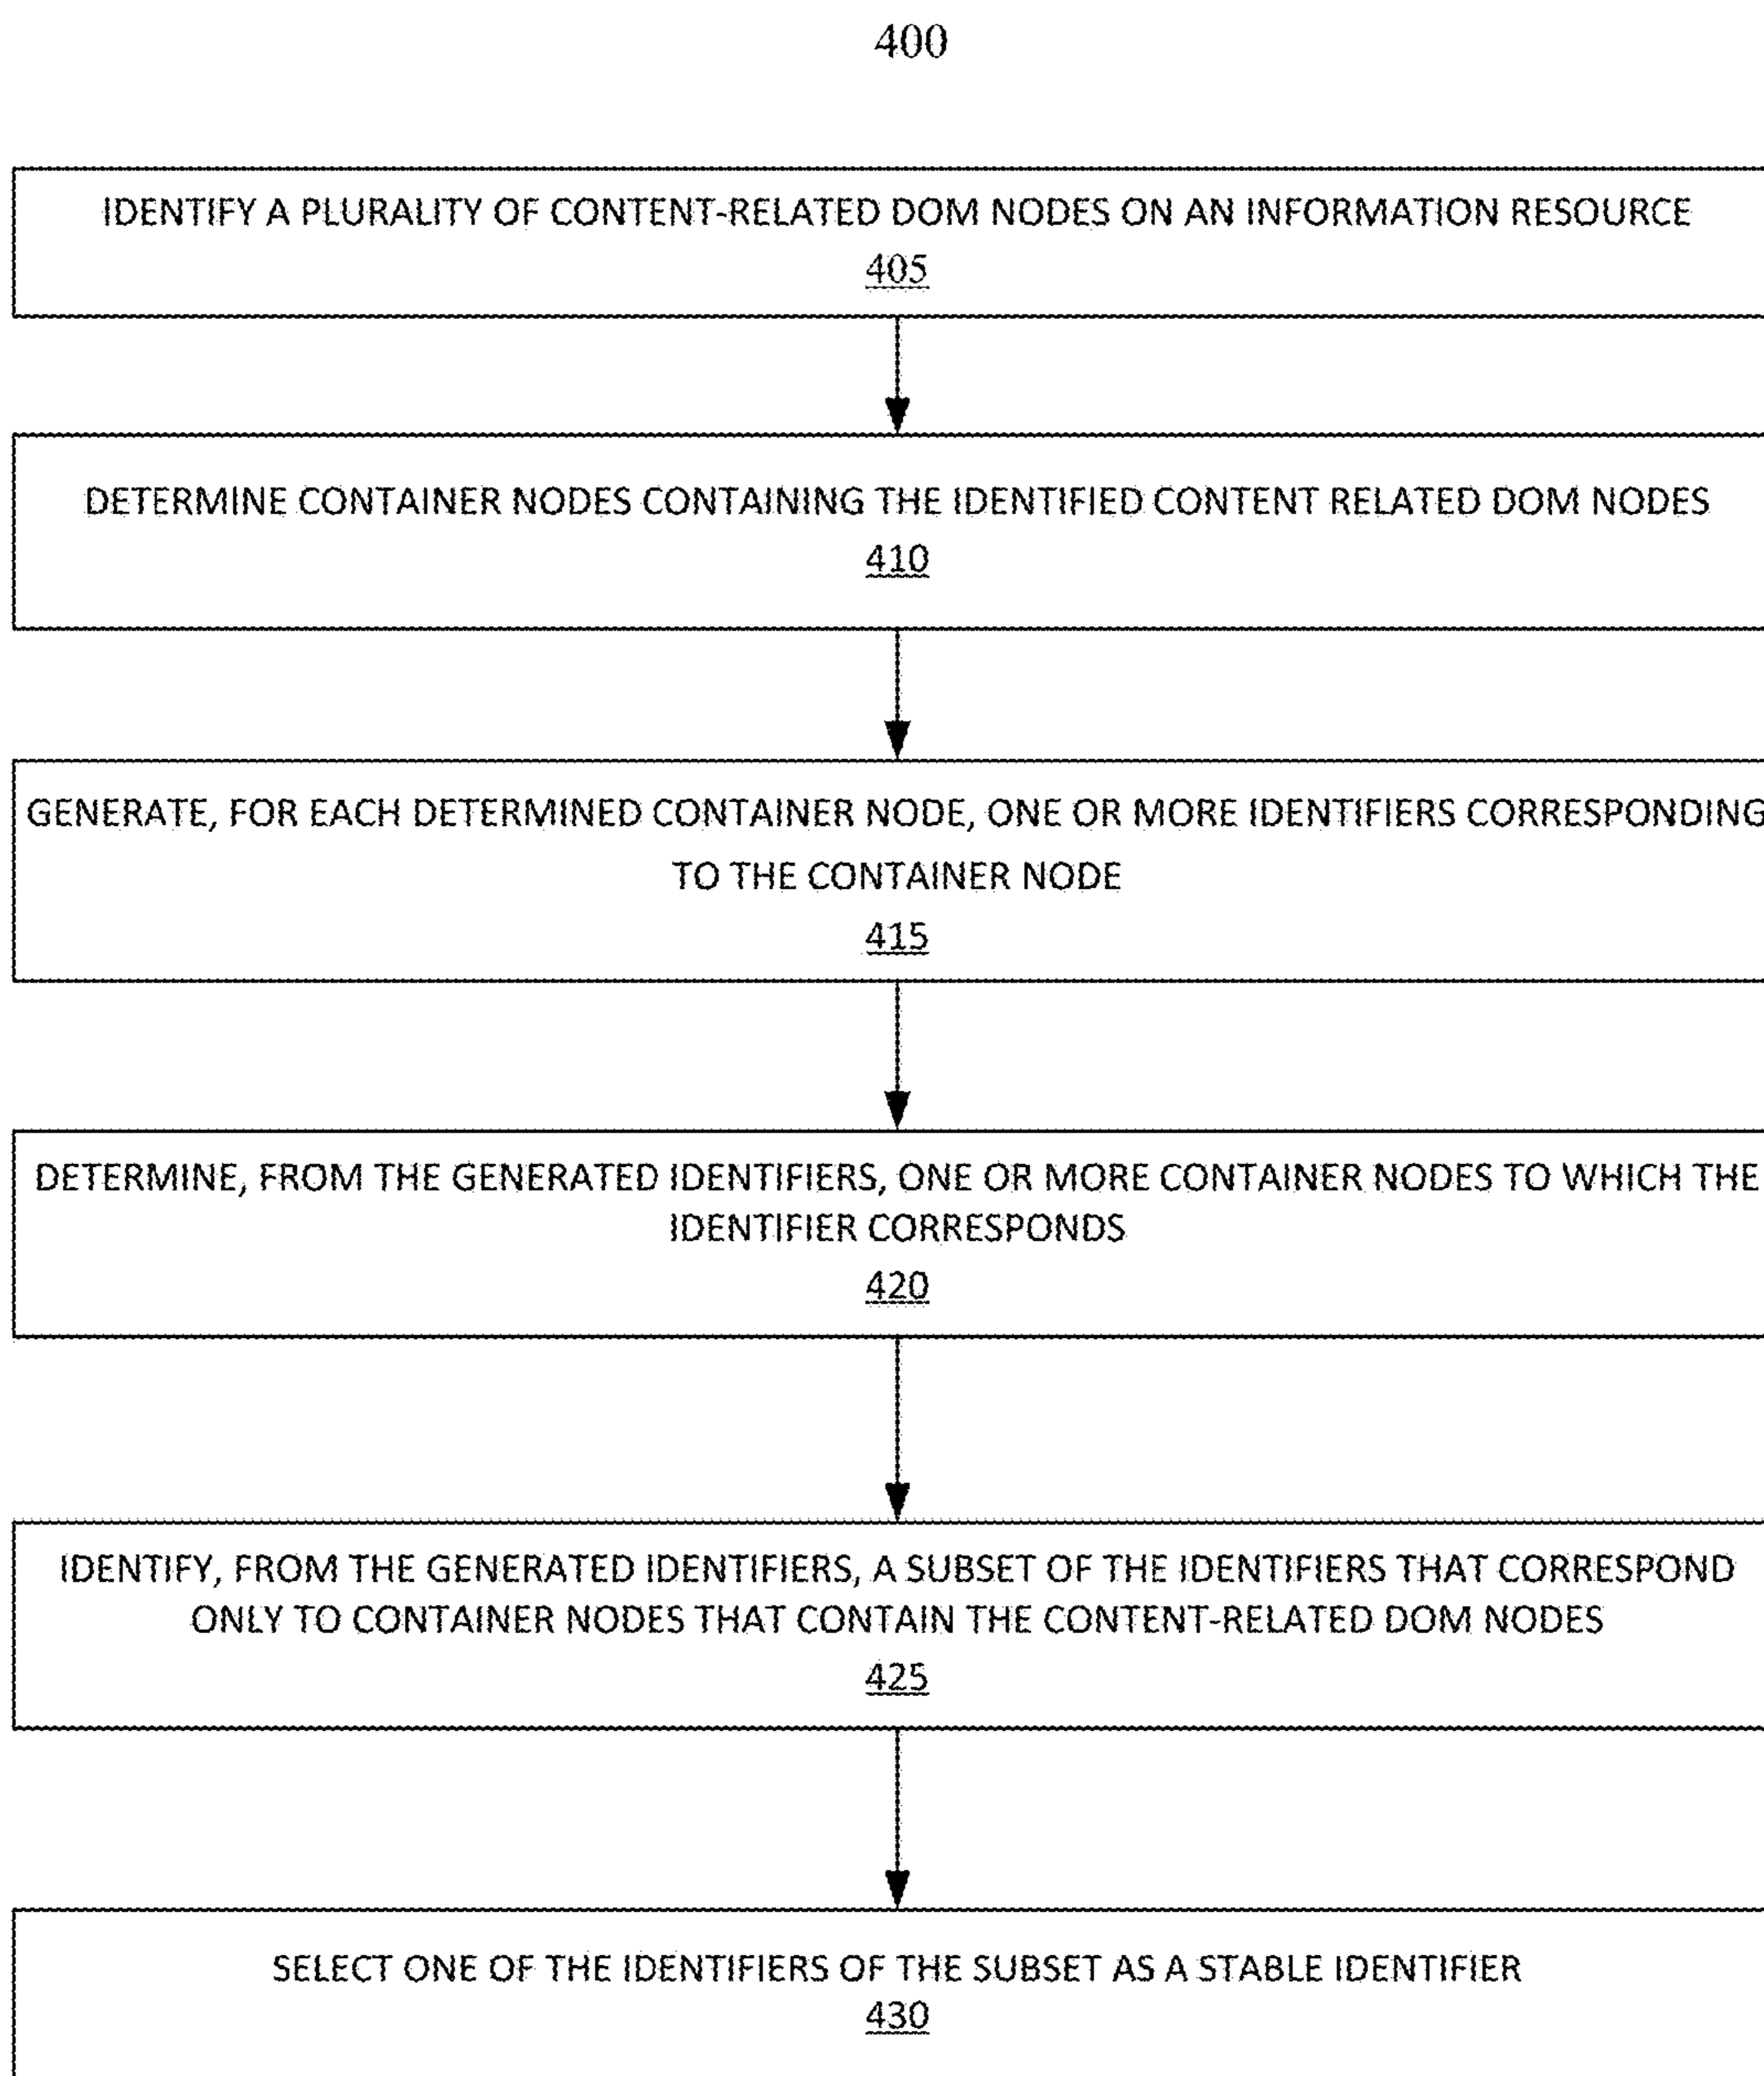 400
IDENTIFY A PLURALITY OF CONTENT-RELATED DOM NODES ON AN INFORMATION RESOURCE
405
DETERMINE CONTAINER NODES CONTAINING THE IDENTIFIED CONTENT RELATED DOM NODES
410
GENERATE, FOR EACH DETERMINED CONTAINER NODE, ONE OR MORE IDENTIFIERS CORRESPONDING
TO THE CONTAINER NODE
415
DETERMINE, FROM THE GENERATED IDENTIFIERS, ONE OR MORE CONTAINER NODES TO WHICH THE
IDENTIFIER CORRESPONDS
420
IDENTIFY, FROM THE GENERATED IDENTIFIERS, A SUBSET OF THE IDENTIFIERS THAT CORRESPOND
ONLY TO CONTAINER NODES THAT CONTAIN THE CONTENT-RELATED DOM NODES
425
SELECT ONE OF THE IDENTIFIERS OF THE SUBSET AS A STABLE IDENTIFIER
430